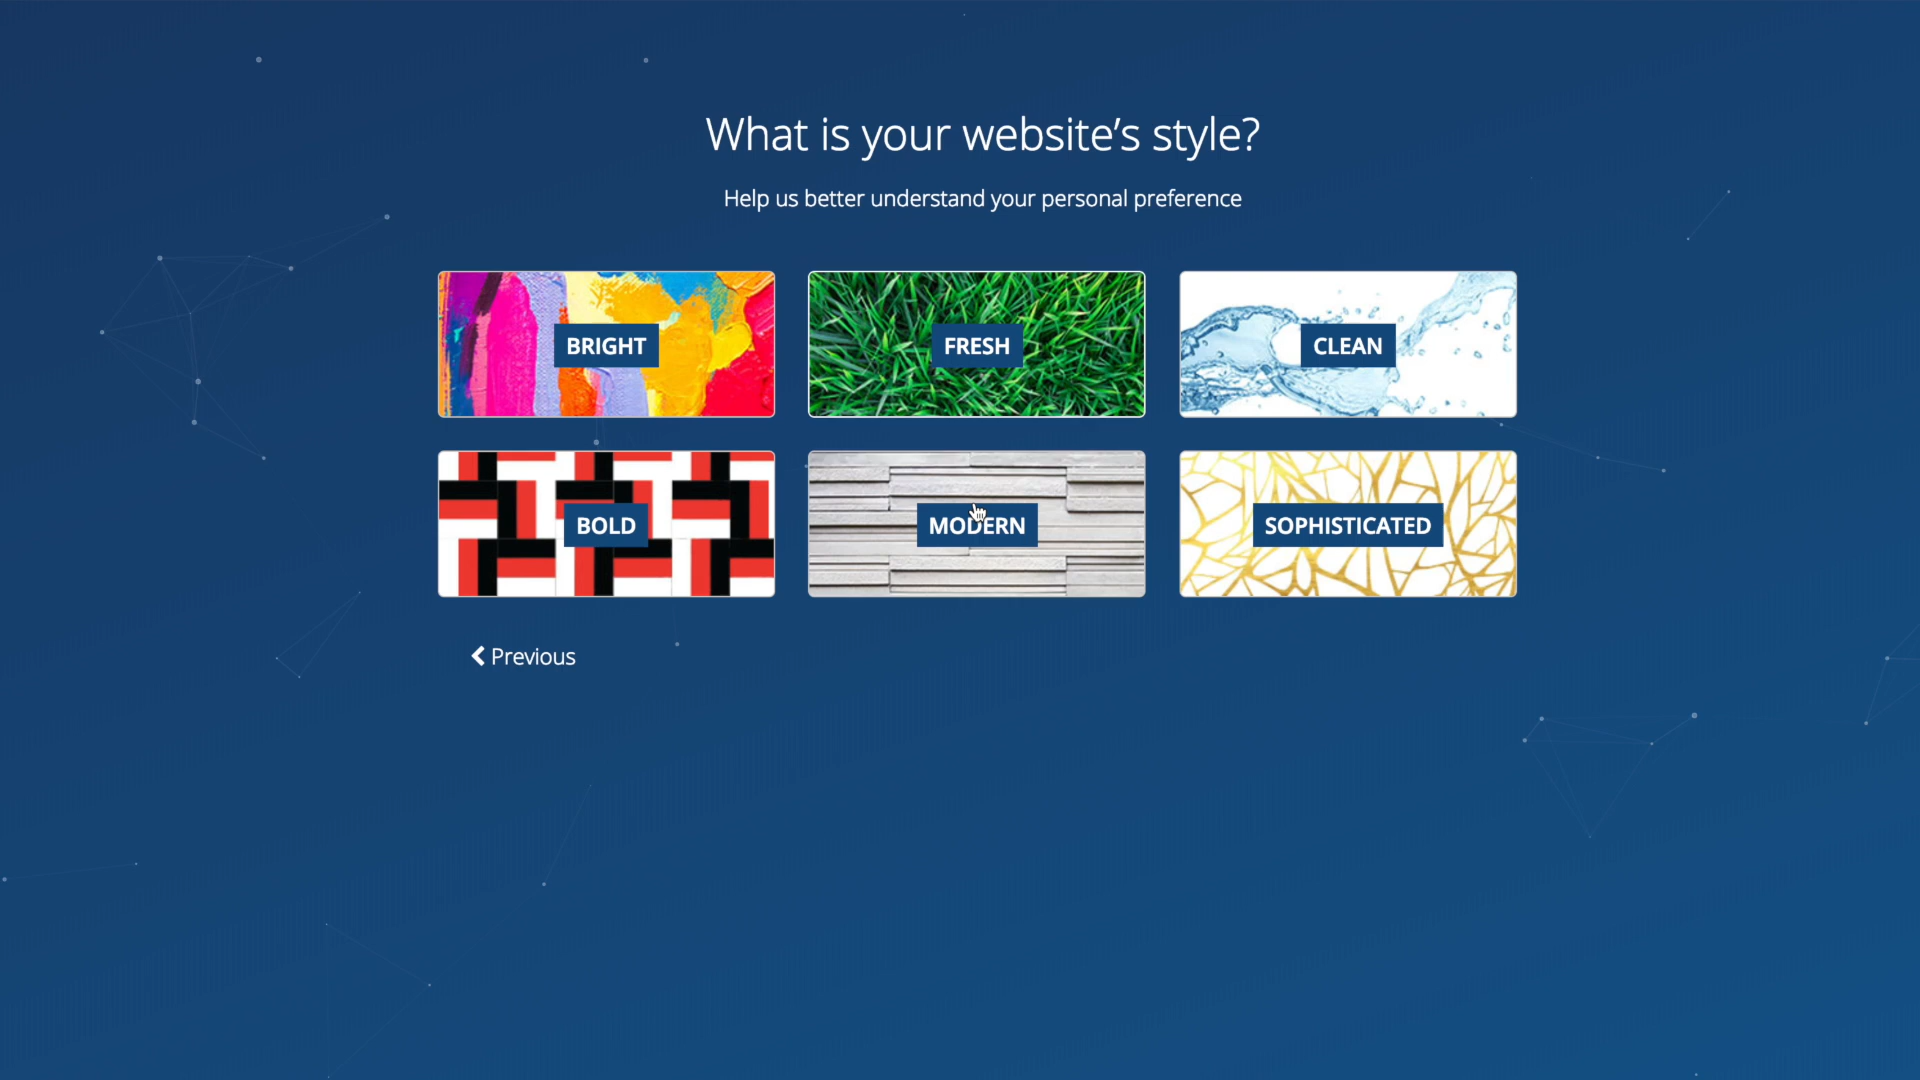 What is your website’s style?
Help us better understand your personal preference
BRIGHT
FRESH
CLEAN
BOLD
MODERN
SOPHISTICATED
Previous